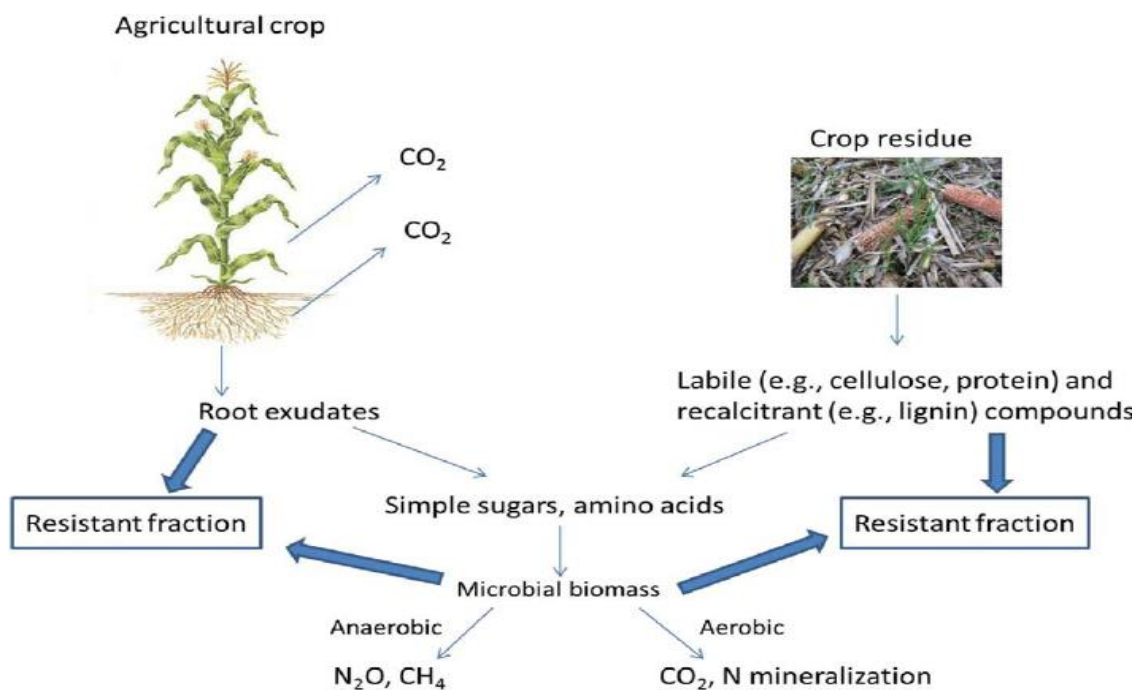 Agricultural crop
CO₂
Crop residue
CO₂
Labile (e.g., cellulose, protein) and
recalcitrant (e.g., lignin) compounds
Root exudates
Simple sugars, amino acids
Resistant fraction
Resistant fraction
Microbial biomass
Anaerobic
Aerobic
N₂O, CH₄
CO₂, N mineralization